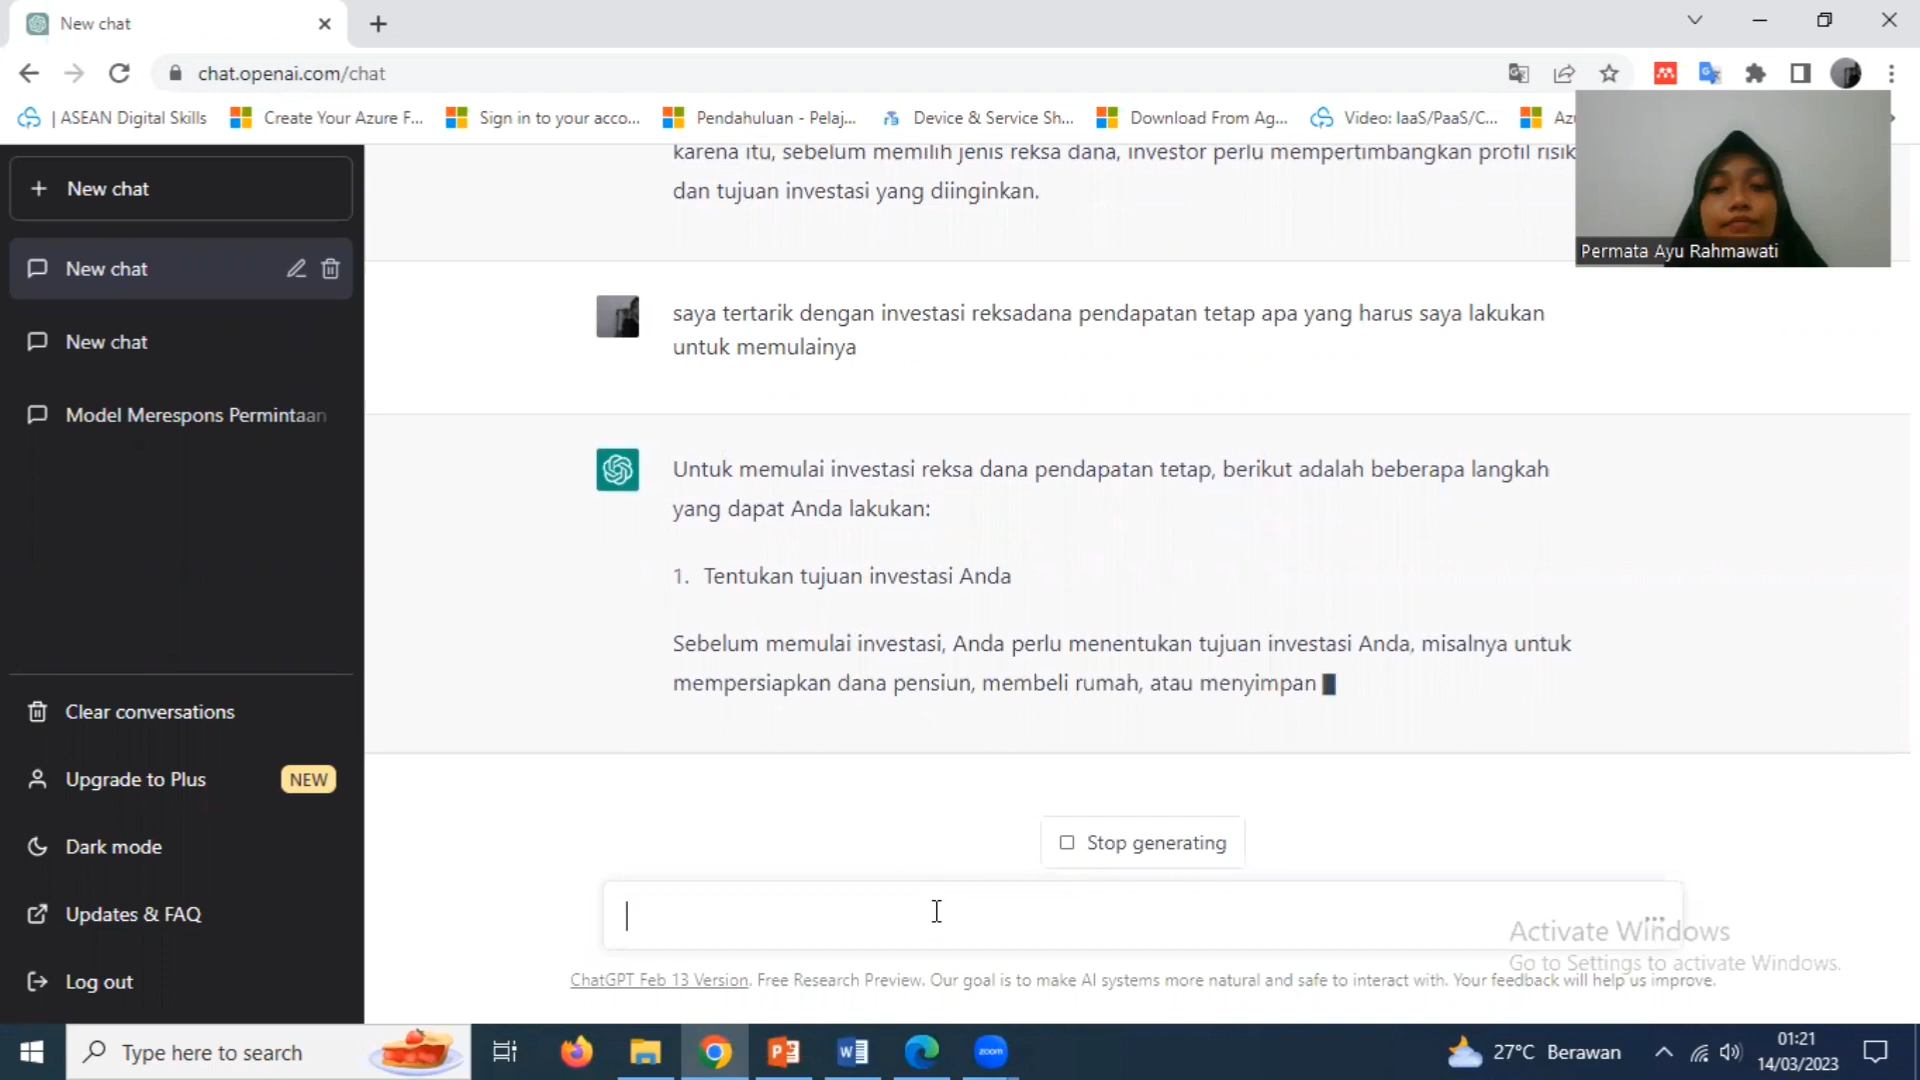 New chat
chat.openai.com/chat
| ASEAN Digital Skills
Create Your Azure F...
Sign in to your acco...
Pendahuluan - Pelaj...
Device & Service Sh...
Download From Ag...
Video: IaaS/PaaS/C...
Az
New chat
New chat
New chat
Model Merespons Permintaan
Clear conversations
Upgrade to Plus
NEW
Dark mode
Updates & FAQ
Log out
karena itu, sebelum memilih jenis reksa dana, investor perlu mempertimbangkan profil risik
dan tujuan investasi yang diinginkan.
Permata Ayu Rahmawati
saya tertarik dengan investasi reksadana pendapatan tetap apa yang harus saya lakukan
untuk memulainya
Untuk memulai investasi reksa dana pendapatan tetap, berikut adalah beberapa langkah
yang dapat Anda lakukan:
1. Tentukan tujuan investasi Anda
Sebelum memulai investasi, Anda perlu menentukan tujuan investasi Anda, misalnya untuk
mempersiapkan dana pensiun, membeli rumah, atau menyimpan
Stop generating
Activate Windows
Go to Settings to activate Windows.
ChatGPT Feb 13 Version. Free Research Preview. Our goal is to make AI systems more natural and safe to interact with. Your feedback will help us improve.
Type here to search
zoom
27°C Berawan
01:21
14/03/2023